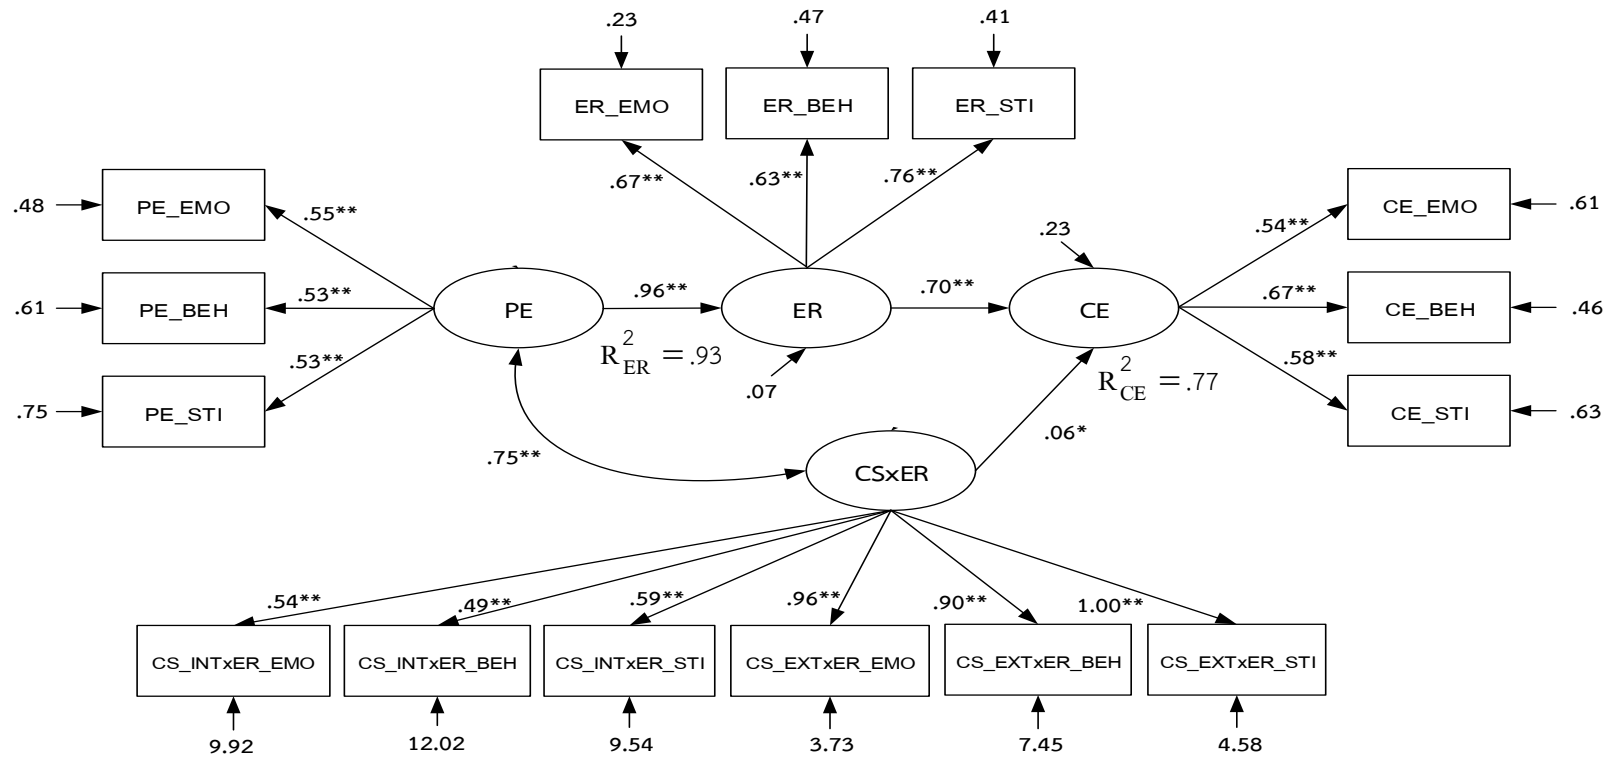 .23
.47
.41
ER_EMO
ER_BEH
ER_STI
.67**
.63**
.76**
.48
PE_EMO
.55**
.61
PE_BEH
.53**
.75
PE_STI
.53**
PE
.96**
R²ER = .93
ER
.07
.70**
.23
CE
R²CE = .77
.54**
CE_EMO
.61
.67**
CE_BEH
.46
.58**
CE_STI
.63
.75**
CSxER
.06*
.54**
.49**
.59**
.96**
.90**
1.00**
CS_INTxER_EMO
CS_INTxER_BEH
CS_INTxER_STI
CS_EXTxER_EMO
CS_EXTxER_BEH
CS_EXTxER_STI
9.92
12.02
9.54
3.73
7.45
4.58